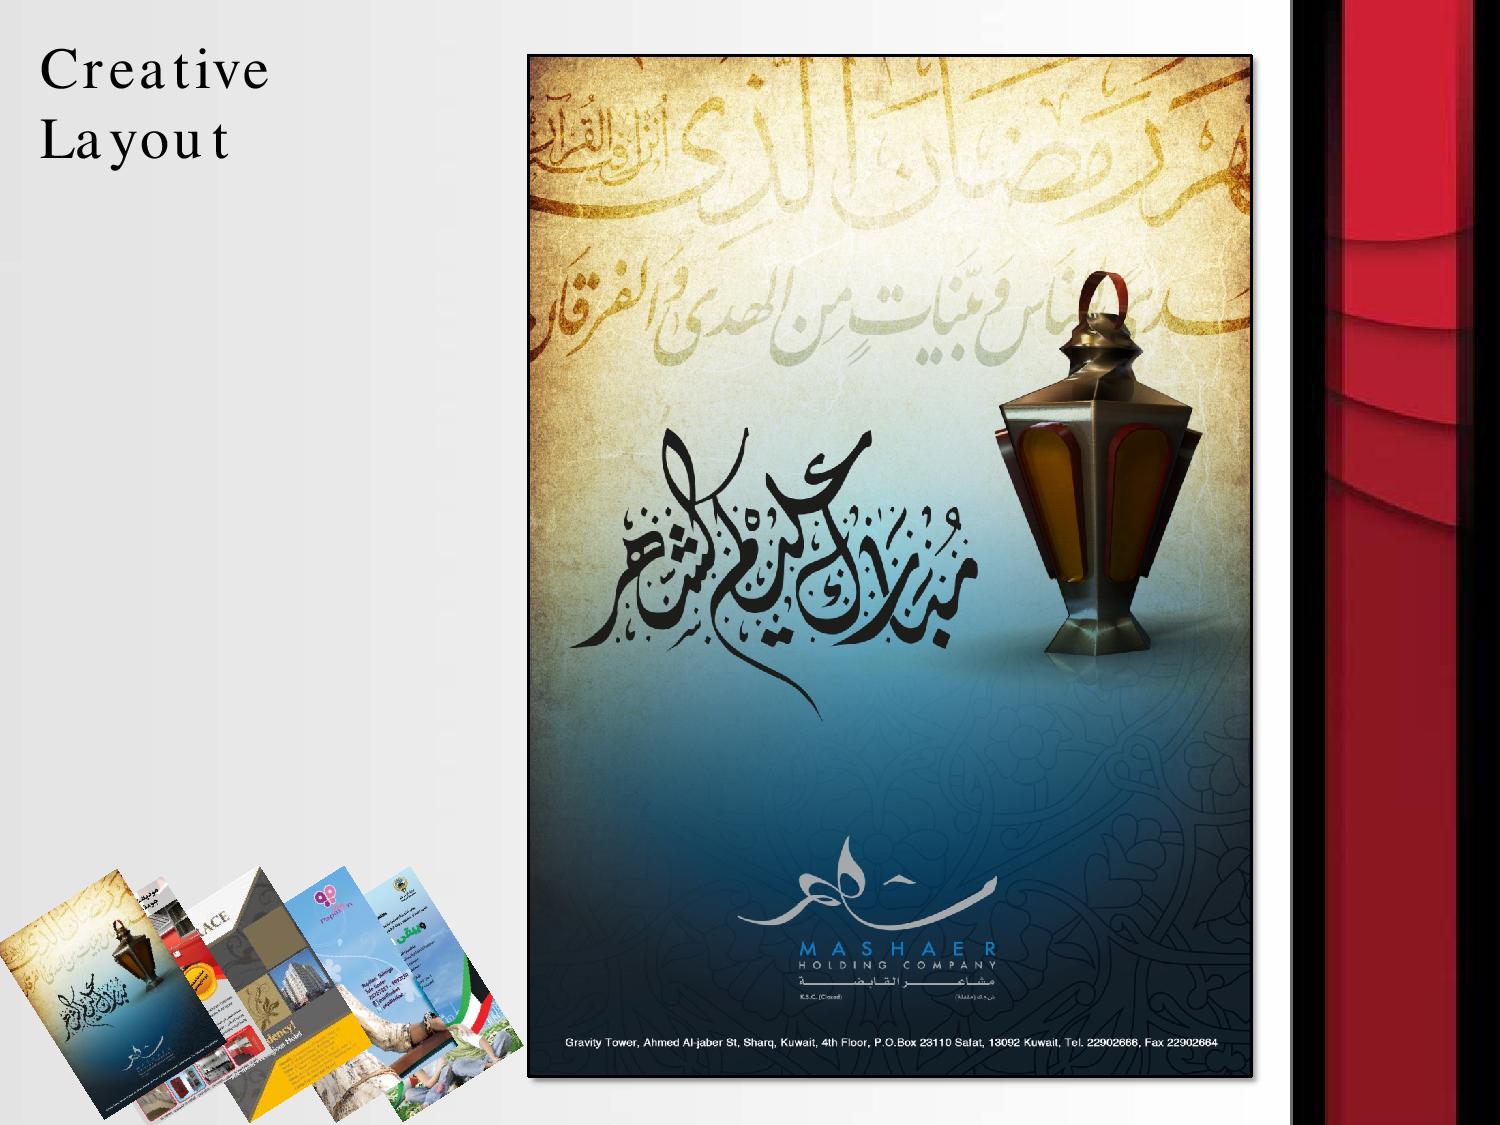 Creative
Layout
شهر رمضان الذي أنزل فيه القرآن
هدى للناس وبينات من الهدى والفرقان
مبارك عليكم الشهر
MASHAER
HOLDING COMPANY
مشاعر القابضة
K.S.C. (Closed) ش.م.ك (مقفلة)
Gravity Tower, Ahmed Al-jaber St, Sharq, Kuwait, 4th Floor, P.O.Box 23110 Safat, 13092 Kuwait, Tel. 22902666, Fax 22902664